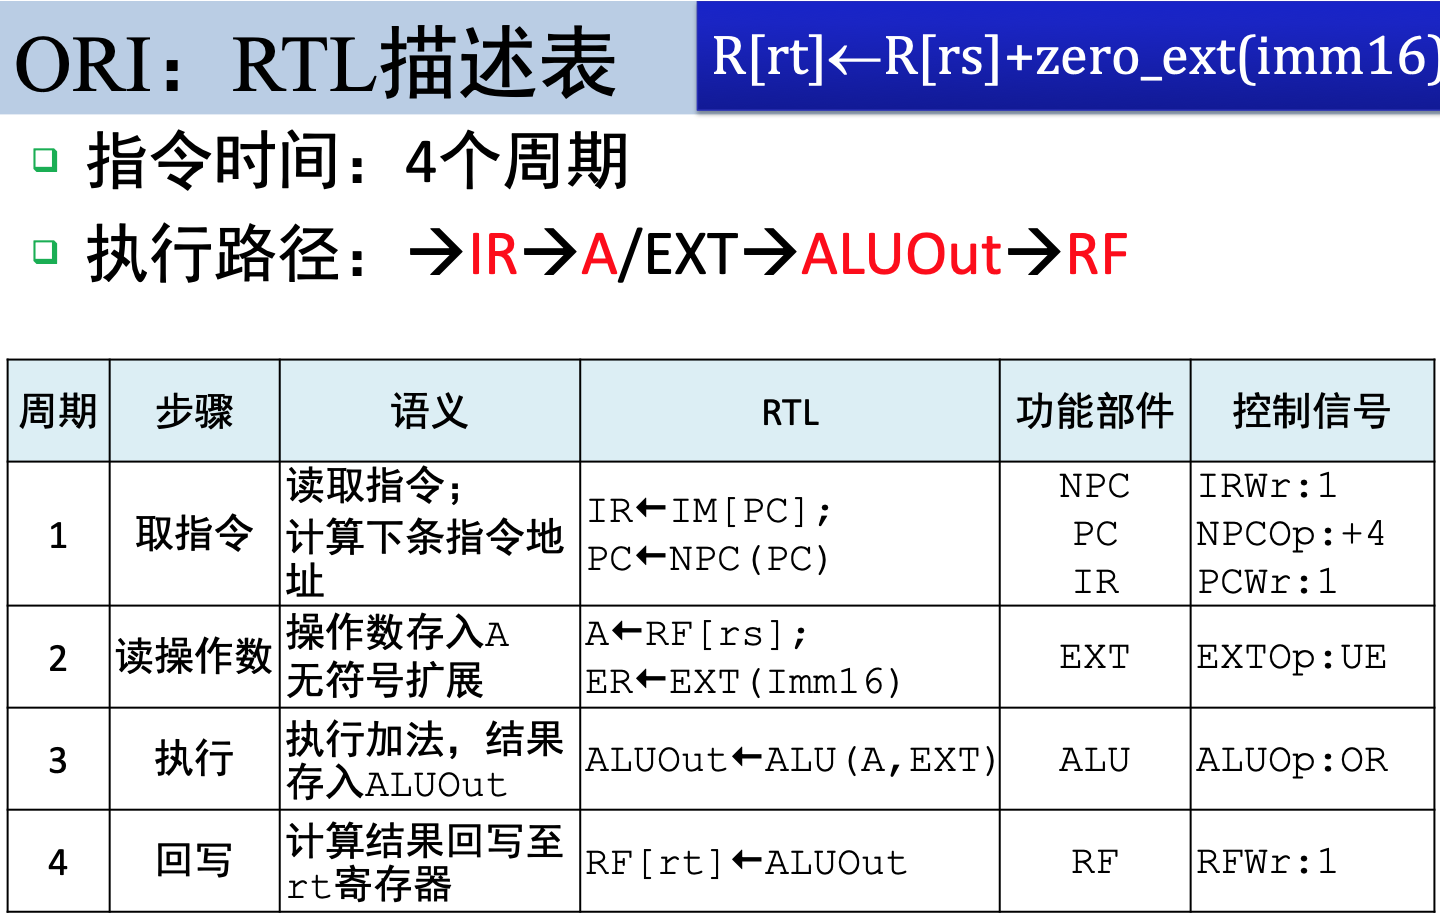 ORI：RTL描述表
R[rt]←R[rs]+zero_ext(imm16)
指令时间：4个周期
执行路径：→IR→A/EXT→ALUOut→RF
周期 步骤 语义 RTL 功能部件 控制信号
1
取指令
读取指令；
计算下条指令地
址
IR←IM[PC];
PC←NPC(PC)
NPC
PC
IR
IRWr:1
NPCOp:+4
PCWr:1
2
读操作数
操作数存入A
无符号扩展
A←RF[rs];
ER←EXT(Imm16)
EXT
EXTOp:UE
3
执行
执行加法，结果
存入ALUOut
ALUOut←ALU(A,EXT)
ALU
ALUOp:OR
4
回写
计算结果回写至
rt寄存器
RF[rt]←ALUOut
RF
RFWr:1